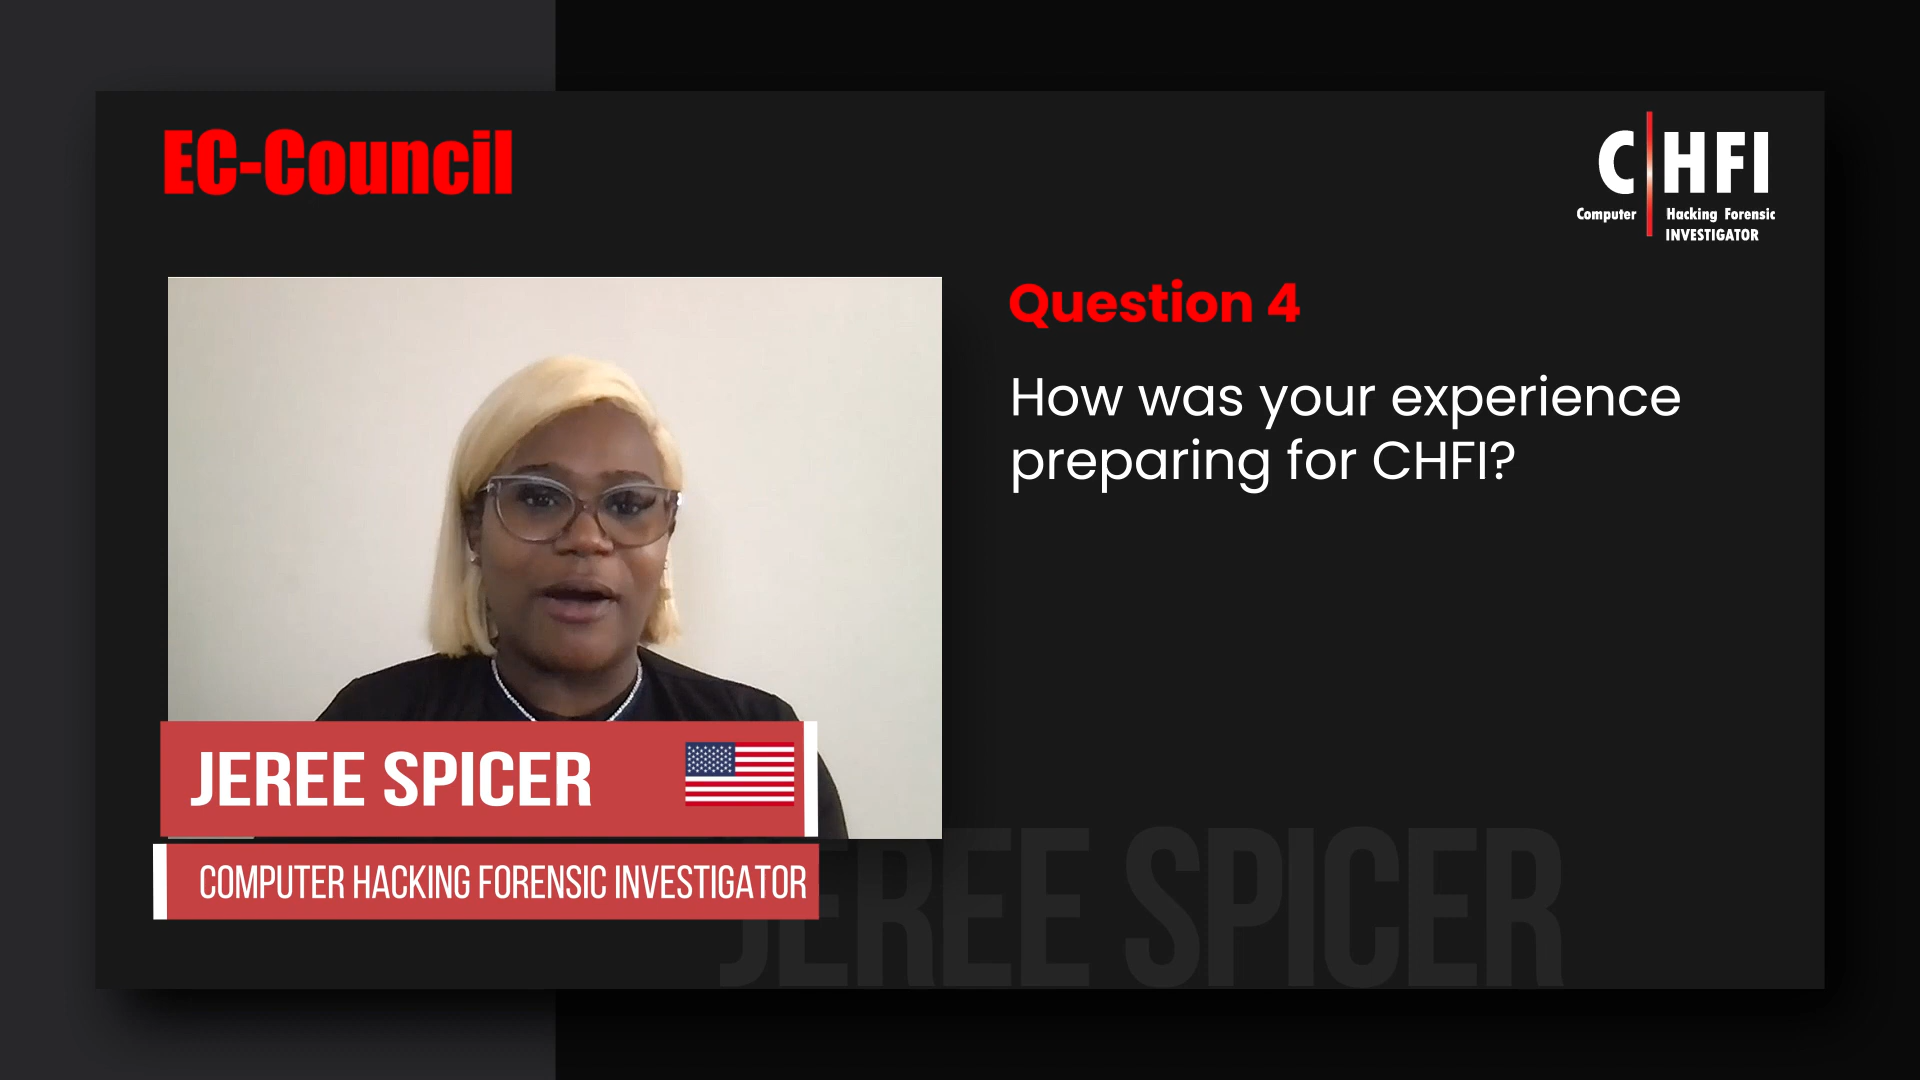 EC-Council
C|HFI
Computer Hacking Forensic
INVESTIGATOR
Question 4
How was your experience
preparing for CHFI?
JEREE SPICER
COMPUTER HACKING FORENSIC INVESTIGATOR
JEREE SPICER